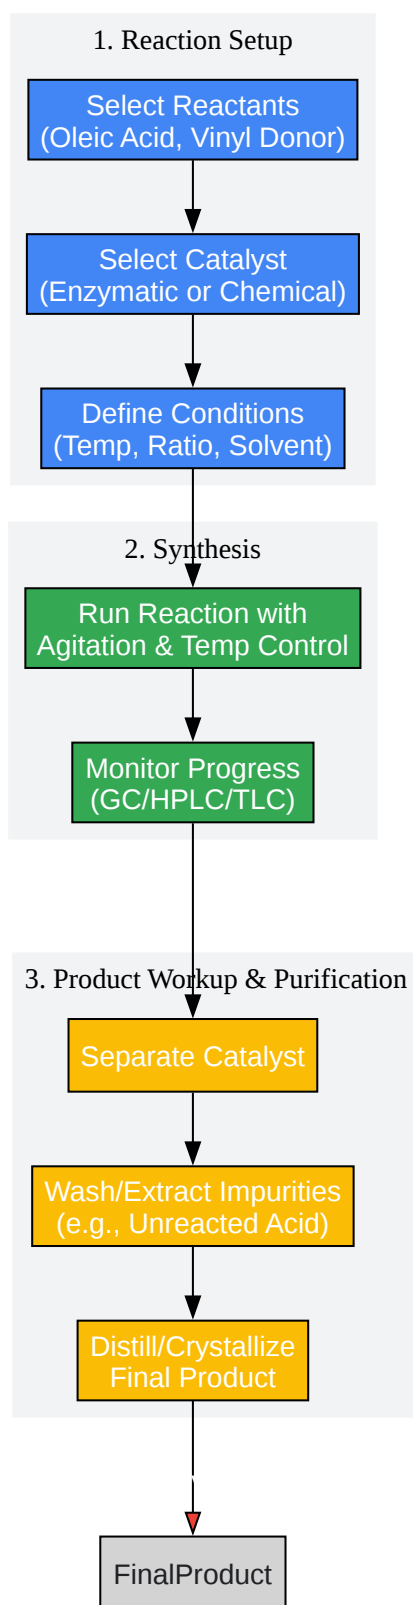 1. Reaction Setup
Select Reactants
(Oleic Acid, Vinyl Donor)
Select Catalyst
(Enzymatic or Chemical)
Define Conditions
(Temp, Ratio, Solvent)
2. Synthesis
Run Reaction with
Agitation & Temp Control
Monitor Progress
(GC/HPLC/TLC)
3. Product Workup & Purification
Separate Catalyst
Wash/Extract Impurities
(e.g., Unreacted Acid)
Distill/Crystallize
Final Product
FinalProduct